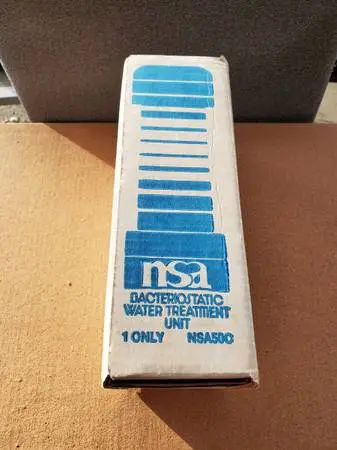 nsa
BACTERIOSTATIC
WATER TREATMENT
UNIT
1 ONLY NSA50C